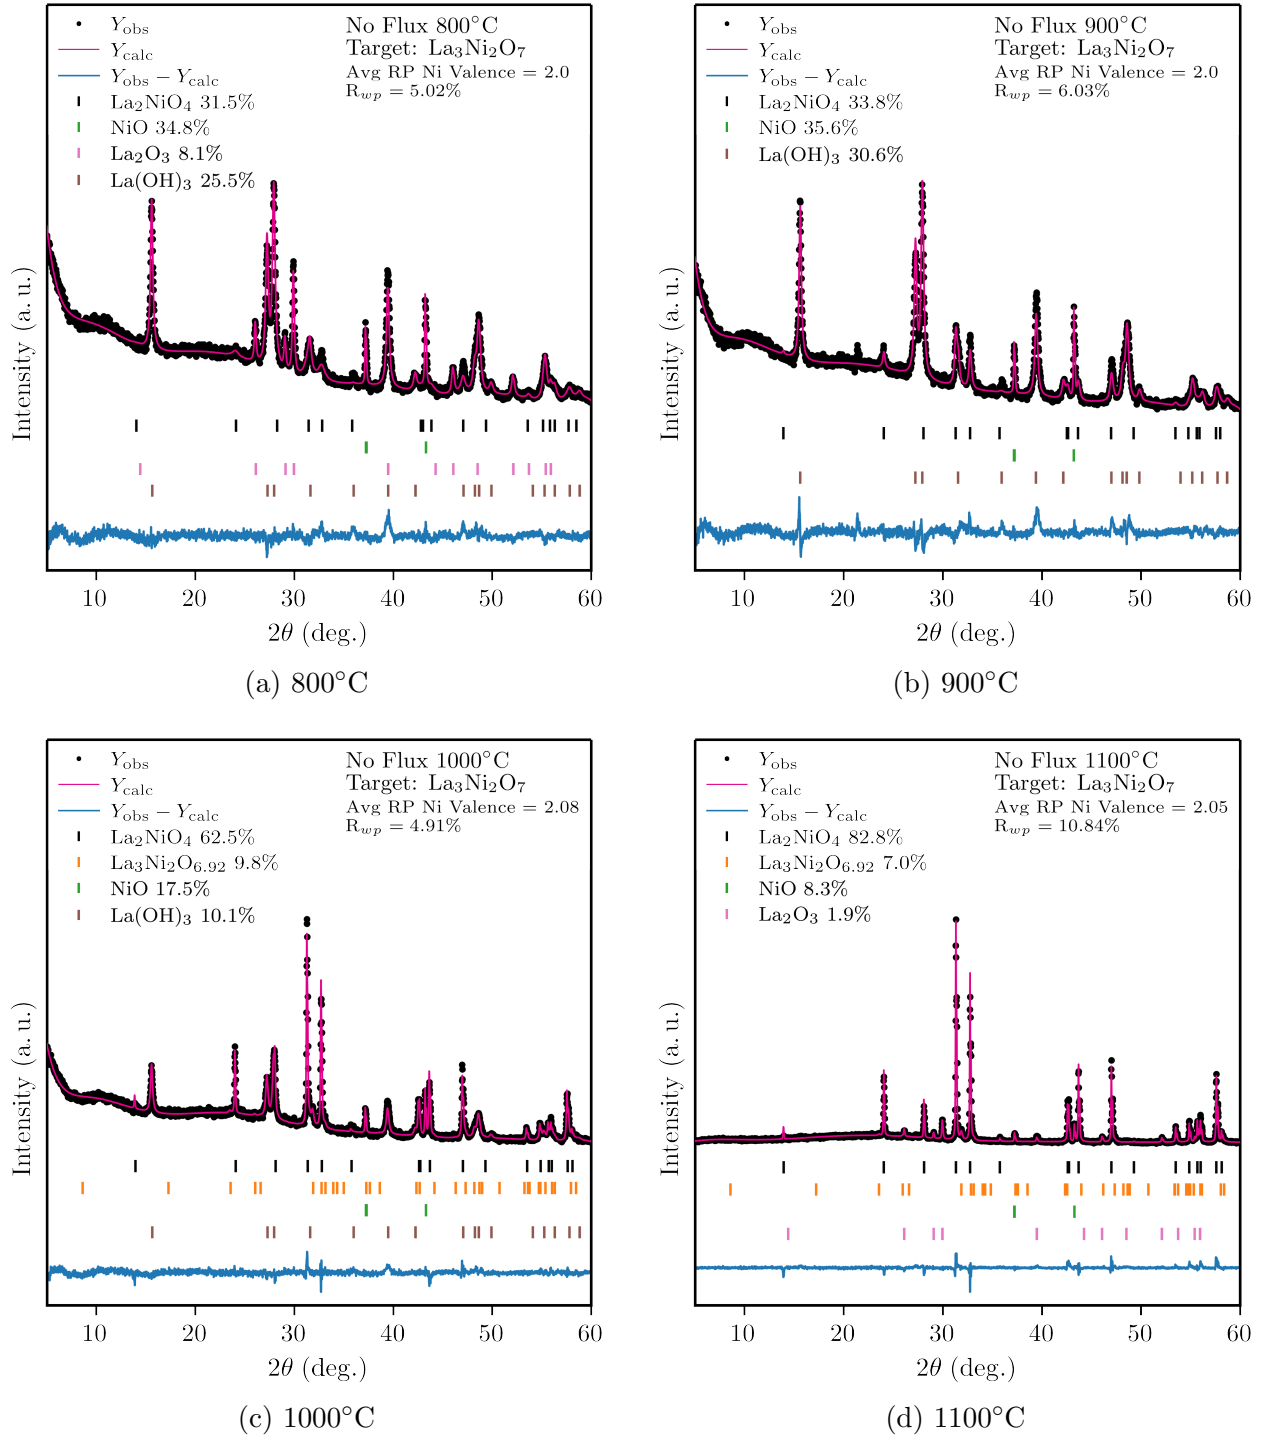 Y_obs
Y_calc
Y_obs − Y_calc
La₂NiO₄ 31.5%
NiO 34.8%
La₂O₃ 8.1%
La(OH)₃ 25.5%
No Flux 800°C
Target: La₃Ni₂O₇
Avg RP Ni Valence = 2.0
R_wp = 5.02%
Intensity (a. u.)
10 20 30 40 50 60
2θ (deg.)
(a) 800°C
Y_obs
Y_calc
Y_obs − Y_calc
La₂NiO₄ 33.8%
NiO 35.6%
La(OH)₃ 30.6%
No Flux 900°C
Target: La₃Ni₂O₇
Avg RP Ni Valence = 2.0
R_wp = 6.03%
Intensity (a. u.)
10 20 30 40 50 60
2θ (deg.)
(b) 900°C
Y_obs
Y_calc
Y_obs − Y_calc
La₂NiO₄ 62.5%
La₃Ni₂O₆.₉₂ 9.8%
NiO 17.5%
La(OH)₃ 10.1%
No Flux 1000°C
Target: La₃Ni₂O₇
Avg RP Ni Valence = 2.08
R_wp = 4.91%
Intensity (a. u.)
10 20 30 40 50 60
2θ (deg.)
(c) 1000°C
Y_obs
Y_calc
Y_obs − Y_calc
La₂NiO₄ 82.8%
La₃Ni₂O₆.₉₂ 7.0%
NiO 8.3%
La₂O₃ 1.9%
No Flux 1100°C
Target: La₃Ni₂O₇
Avg RP Ni Valence = 2.05
R_wp = 10.84%
Intensity (a. u.)
10 20 30 40 50 60
2θ (deg.)
(d) 1100°C